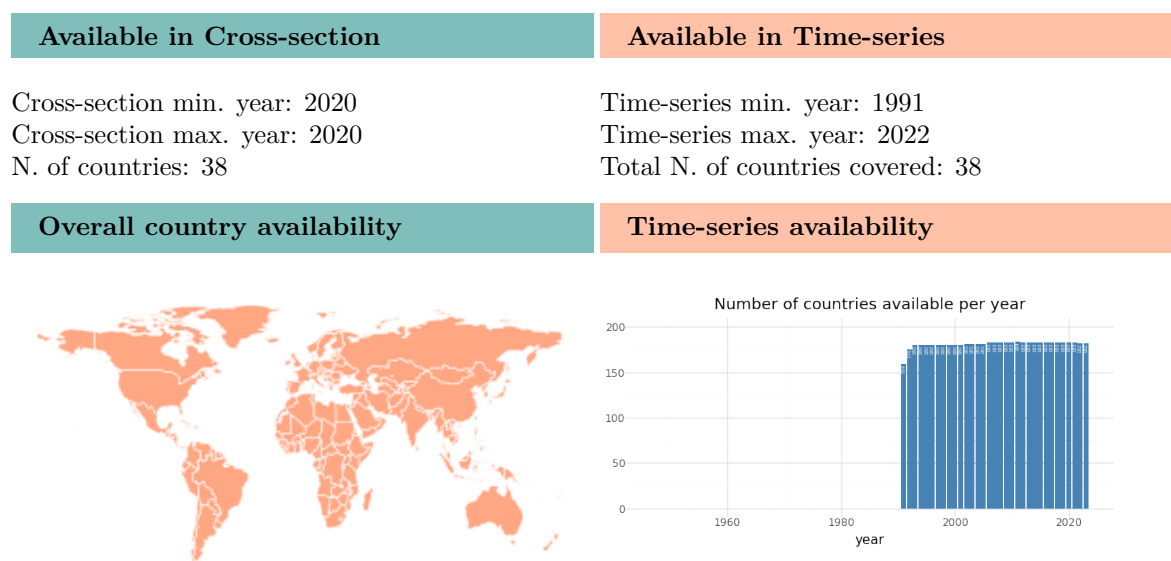 Available in Cross-section
Cross-section min. year: 2020
Cross-section max. year: 2020
N. of countries: 38
Available in Time-series
Time-series min. year: 1991
Time-series max. year: 2022
Total N. of countries covered: 38
Overall country availability
Time-series availability
Number of countries available per year
200
150
100
50
0
1960 1980 2000 2020
year